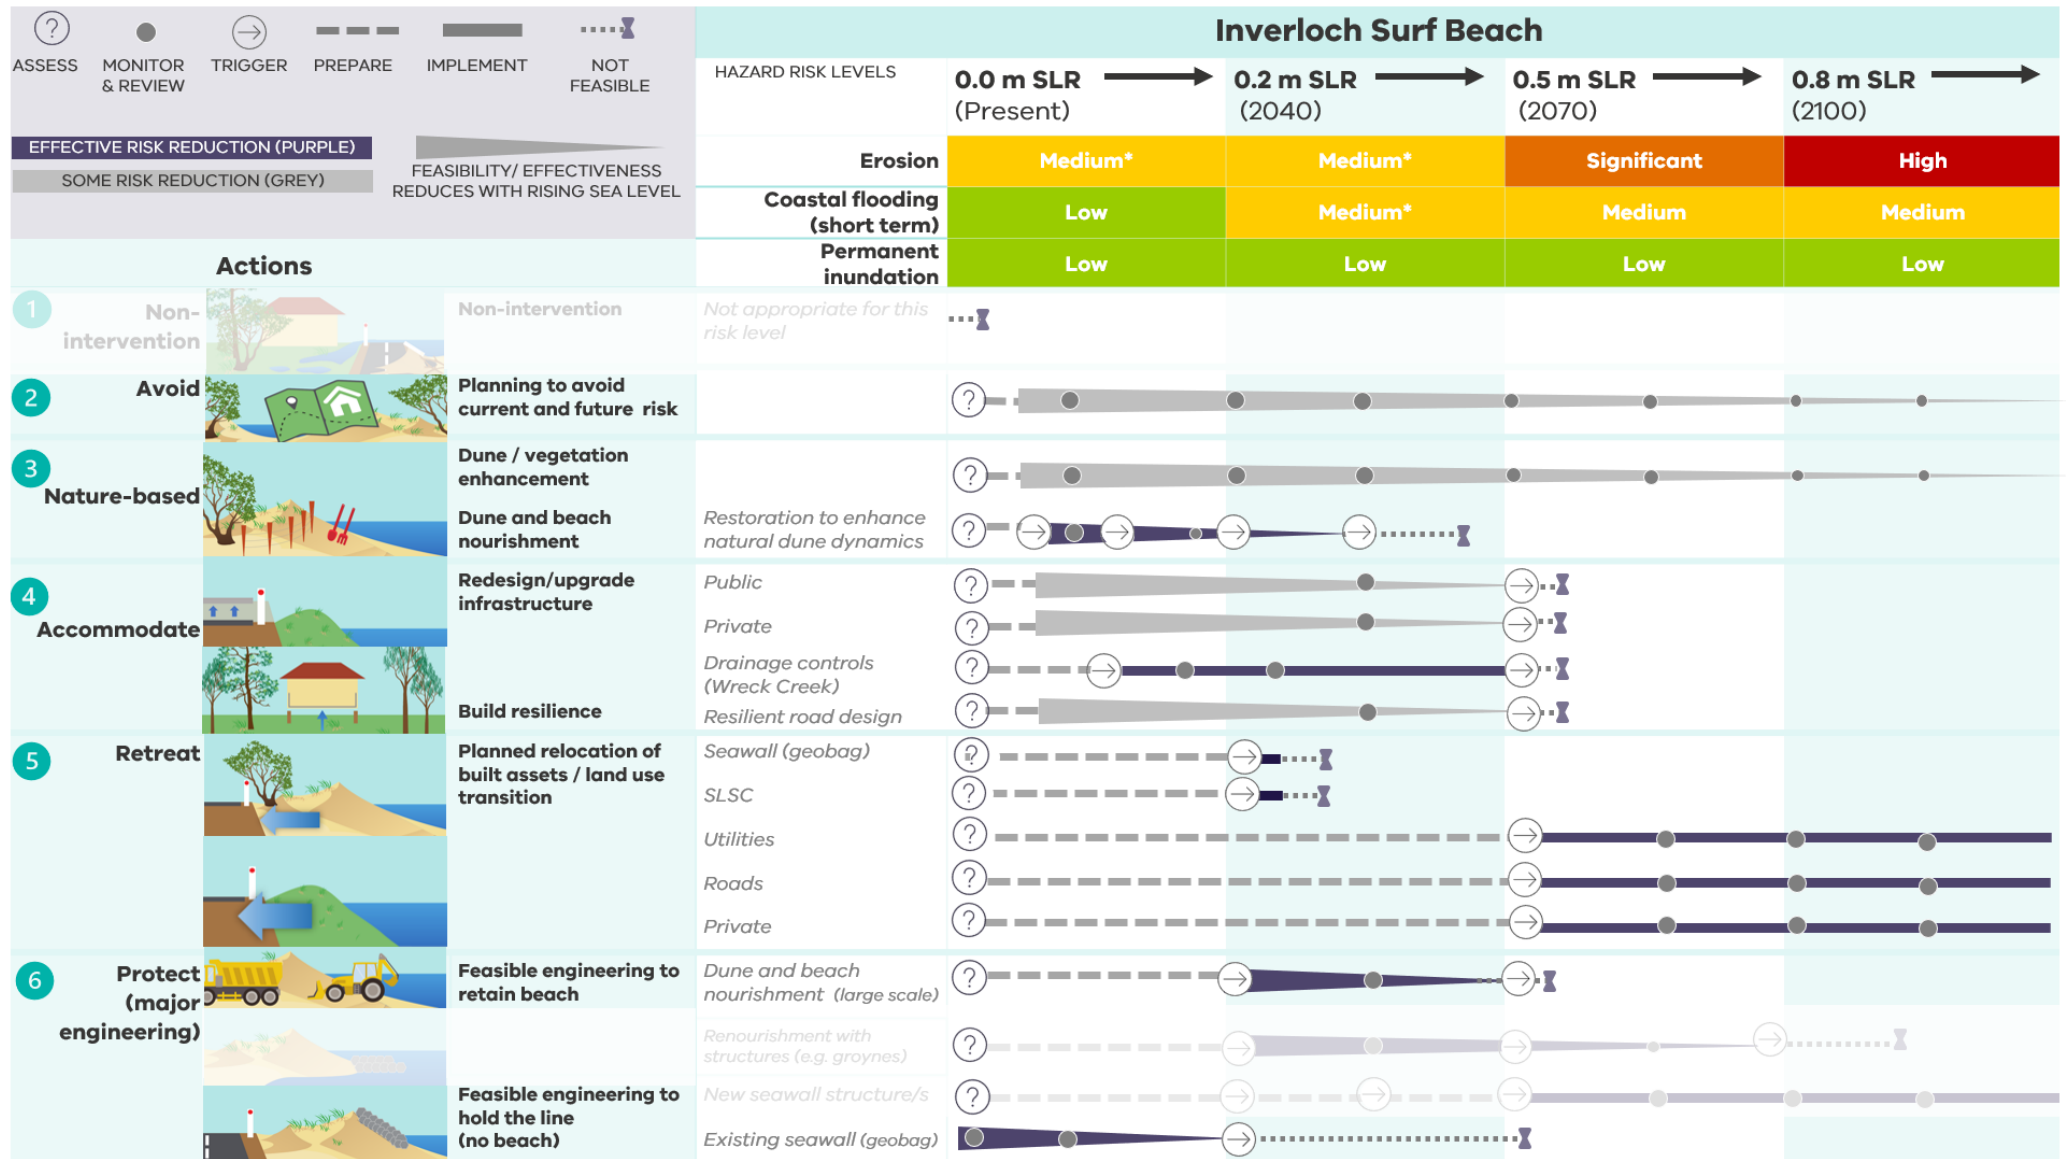 Inverloch Surf Beach
?
ASSESS
MONITOR
& REVIEW
TRIGGER
PREPARE
IMPLEMENT
NOT
FEASIBLE
EFFECTIVE RISK REDUCTION (PURPLE)
SOME RISK REDUCTION (GREY)
FEASIBILITY/ EFFECTIVENESS
REDUCES WITH RISING SEA LEVEL
HAZARD RISK LEVELS
0.0 m SLR
(Present)
0.2 m SLR
(2040)
0.5 m SLR
(2070)
0.8 m SLR
(2100)
Erosion
Medium*
Medium*
Significant
High
Coastal flooding
(short term)
Low
Medium*
Medium
Medium
Permanent
inundation
Low
Low
Low
Low
Actions
1
Non-
intervention
Non-intervention
Not appropriate for this
risk level
2
Avoid
Planning to avoid
current and future risk
?
3
Nature-based
Dune / vegetation
enhancement
?
Dune and beach
nourishment
Restoration to enhance
natural dune dynamics
?
4
Accommodate
Redesign/upgrade
infrastructure
Public
?
Private
?
Drainage controls
(Wreck Creek)
?
Build resilience
Resilient road design
?
5
Retreat
Planned relocation of
built assets / land use
transition
Seawall (geobag)
?
SLSC
?
Utilities
?
Roads
?
Private
?
6
Protect
(major
engineering)
Feasible engineering to
retain beach
Dune and beach
nourishment (large scale)
?
Renourishment with
structures (e.g. groynes)
?
Feasible engineering to
hold the line
(no beach)
New seawall structure/s
?
Existing seawall (geobag)